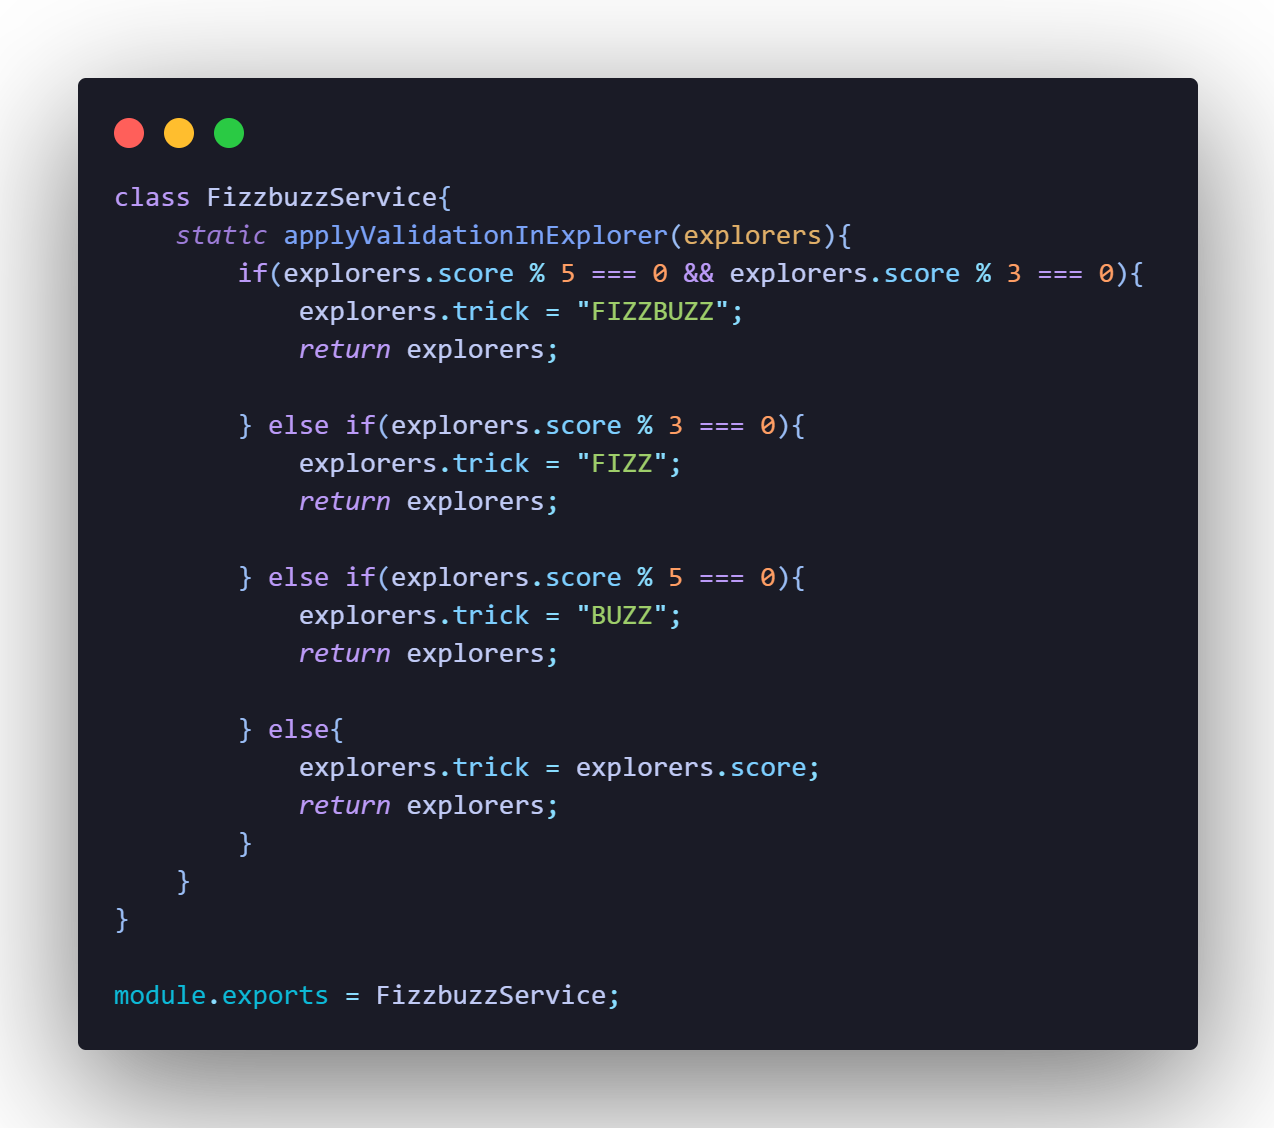 class FizzbuzzService{
    static applyValidationInExplorer(explorers){
        if(explorers.score % 5 === 0 && explorers.score % 3 === 0){
            explorers.trick = "FIZZBUZZ";
            return explorers;

        } else if(explorers.score % 3 === 0){
            explorers.trick = "FIZZ";
            return explorers;

        } else if(explorers.score % 5 === 0){
            explorers.trick = "BUZZ";
            return explorers;

        } else{
            explorers.trick = explorers.score;
            return explorers;
        }
    }
}

module.exports = FizzbuzzService;